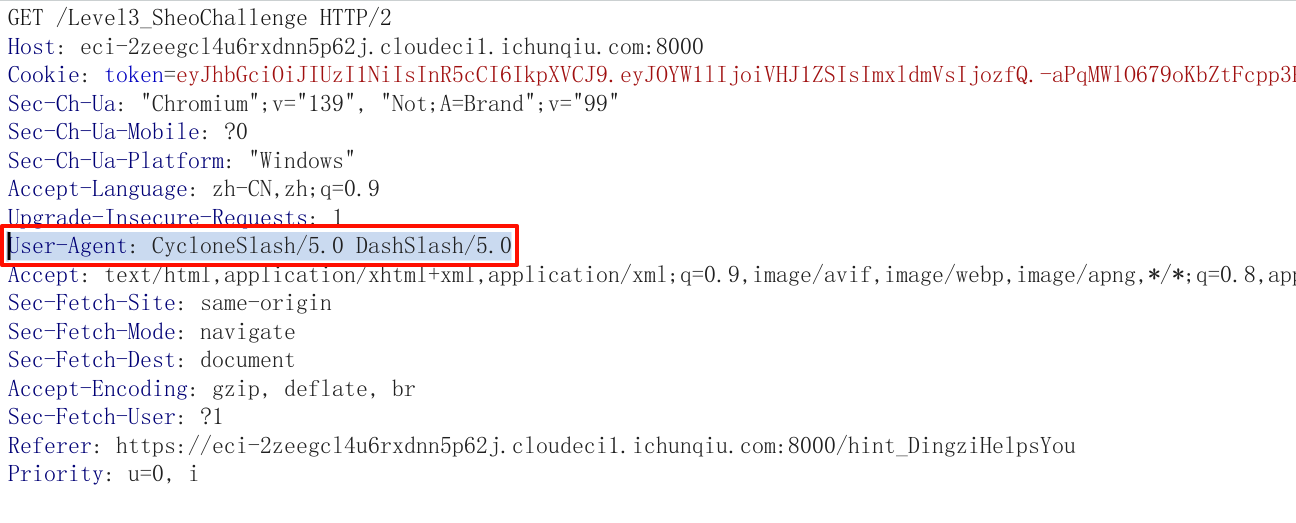 GET /Level3_SheoChallenge HTTP/2
Host: eci-2zeegcl4u6rxdnn5p62j.cloudeci1.ichunqiu.com:8000
Cookie: token=eyJhbGciOiJIUzI1NiIsInR5cCI6IkpXVCJ9.eyJOYW1lIjoiVHJ1ZSIsImxldmVsIjozfQ.-aPqMWlO679oKbZtFcpp3F
Sec-Ch-Ua: "Chromium";v="139", "Not;A=Brand";v="99"
Sec-Ch-Ua-Mobile: ?0
Sec-Ch-Ua-Platform: "Windows"
Accept-Language: zh-CN,zh;q=0.9
Upgrade-Insecure-Requests: 1
User-Agent: CycloneSlash/5.0 DashSlash/5.0
Accept: text/html,application/xhtml+xml,application/xml;q=0.9,image/avif,image/webp,image/apng,*/*;q=0.8,app
Sec-Fetch-Site: same-origin
Sec-Fetch-Mode: navigate
Sec-Fetch-Dest: document
Accept-Encoding: gzip, deflate, br
Sec-Fetch-User: ?1
Referer: https://eci-2zeegcl4u6rxdnn5p62j.cloudeci1.ichunqiu.com:8000/hint_DingziHelpsYou
Priority: u=0, i